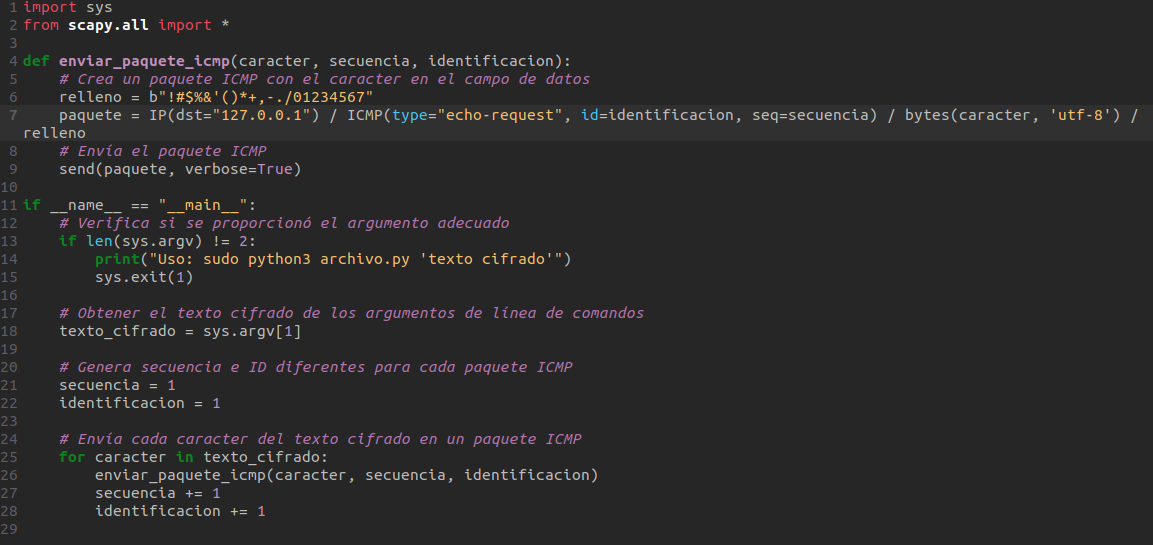 1 import sys
2 from scapy.all import *
3
4 def enviar_paquete_icmp(caracter, secuencia, identificacion):
5     # Crea un paquete ICMP con el caracter en el campo de datos
6     relleno = b"!#$%&'()*+,-./01234567"
7     paquete = IP(dst="127.0.0.1") / ICMP(type="echo-request", id=identificacion, seq=secuencia) / bytes(caracter, 'utf-8') /
relleno
8     # Envía el paquete ICMP
9     send(paquete, verbose=True)
10
11 if __name__ == "__main__":
12     # Verifica si se proporcionó el argumento adecuado
13     if len(sys.argv) != 2:
14         print("Uso: sudo python3 archivo.py 'texto cifrado'")
15         sys.exit(1)
16
17     # Obtener el texto cifrado de los argumentos de línea de comandos
18     texto_cifrado = sys.argv[1]
19
20     # Genera secuencia e ID diferentes para cada paquete ICMP
21     secuencia = 1
22     identificacion = 1
23
24     # Envía cada caracter del texto cifrado en un paquete ICMP
25     for caracter in texto_cifrado:
26         enviar_paquete_icmp(caracter, secuencia, identificacion)
27         secuencia += 1
28         identificacion += 1
29